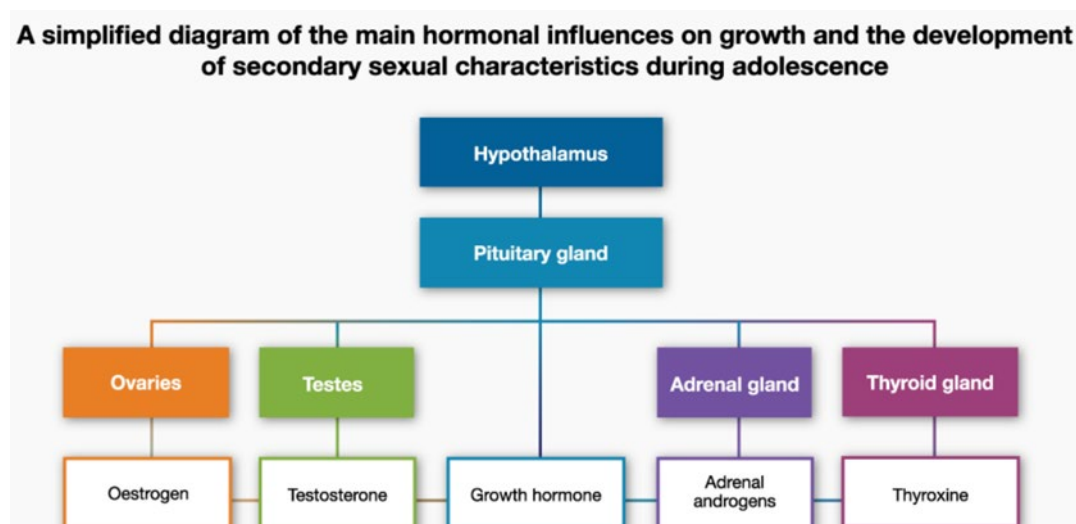 A simplified diagram of the main hormonal influences on growth and the development
of secondary sexual characteristics during adolescence
Hypothalamus
Pituitary gland
Ovaries
Testes
Adrenal gland
Thyroid gland
Oestrogen
Testosterone
Growth hormone
Adrenal
androgens
Thyroxine